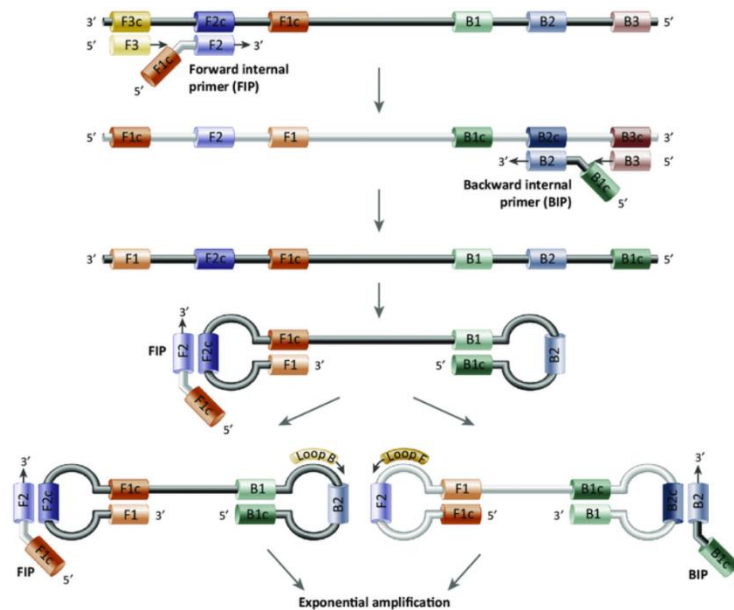 3′ F3c F2c F1c B1 B2 B3 5′
5′ F3 F2 3′
F1c
5′
Forward internal
primer (FIP)
5′ F1c F2 F1 B1c B2c B3c 3′
3′ B2 B3 5′
B1c
5′
Backward internal
primer (BIP)
3′ F1 F2c F1c B1 B2 B1c 5′
3′
FIP F2 F2c F1c B1 B2
F1 3′ 5′ B1c
F1c
5′
Loop B Loop F
3′ F2 F2c F1c B1 B2 F2 F1 B1c B2c B2 3′
F1 3′ 5′ B1c F1c 5′ 3′ B1
F1c B1c
FIP 5′ BIP 5′
Exponential amplification